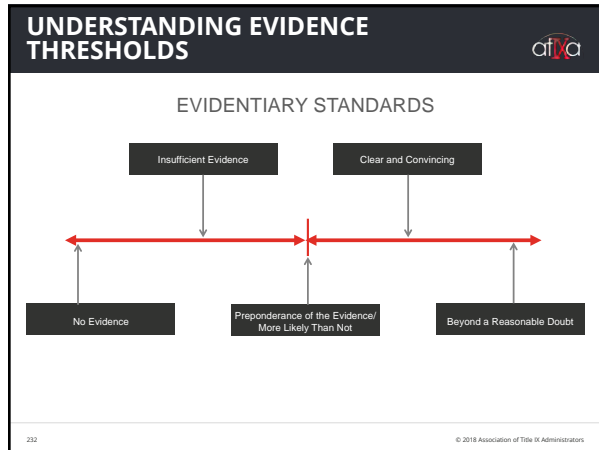 UNDERSTANDING EVIDENCE
THRESHOLDS
atIXa
EVIDENTIARY STANDARDS
Insufficient Evidence
Clear and Convincing
No Evidence
Preponderance of the Evidence/
More Likely Than Not
Beyond a Reasonable Doubt
232
© 2018 Association of Title IX Administrators